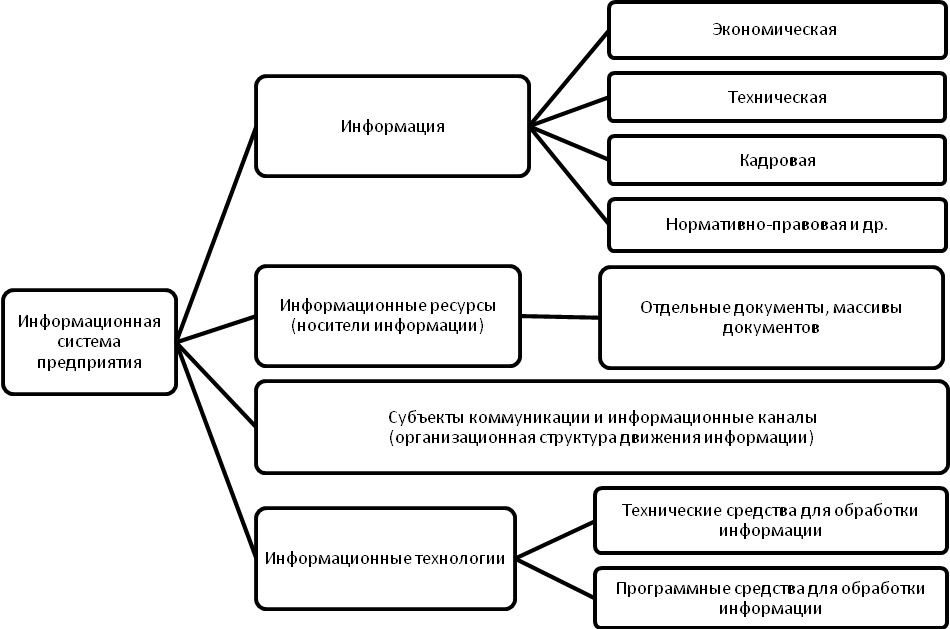 Информационная
система
предприятия
Информация
Экономическая
Техническая
Кадровая
Нормативно-правовая и др.
Информационные ресурсы
(носители информации)
Отдельные документы, массивы
документов
Субъекты коммуникации и информационные каналы
(организационная структура движения информации)
Информационные технологии
Технические средства для обработки
информации
Программные средства для обработки
информации